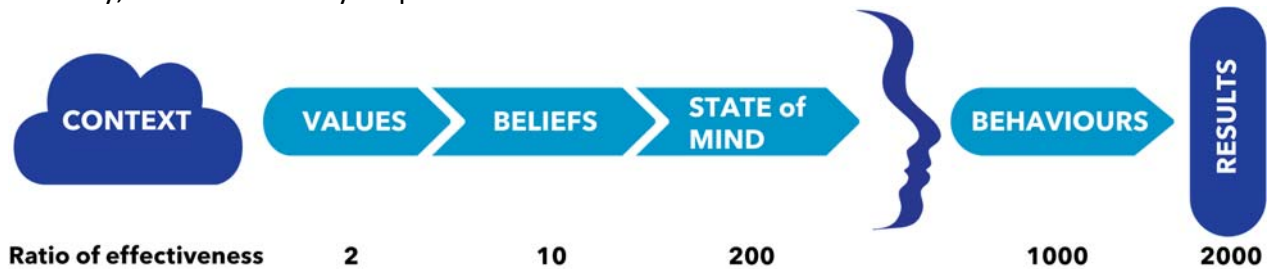 CONTEXT
VALUES
BELIEFS
STATE of
MIND
BEHAVIOURS
RESULTS
Ratio of effectiveness 2 10 200 1000 2000